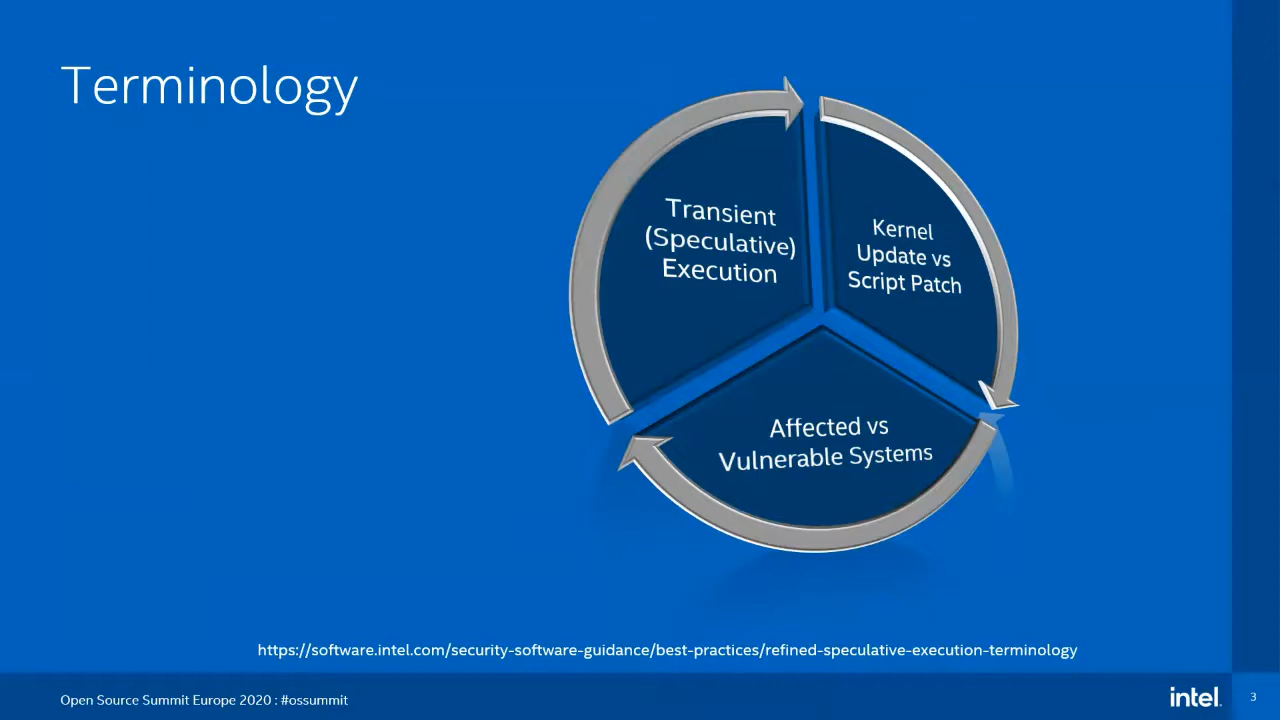 Terminology
Transient
(Speculative)
Execution
Kernel
Update vs
Script Patch
Affected vs
Vulnerable Systems
https://software.intel.com/security-software-guidance/best-practices/refined-speculative-execution-terminology
Open Source Summit Europe 2020 : #ossummit
intel.
3